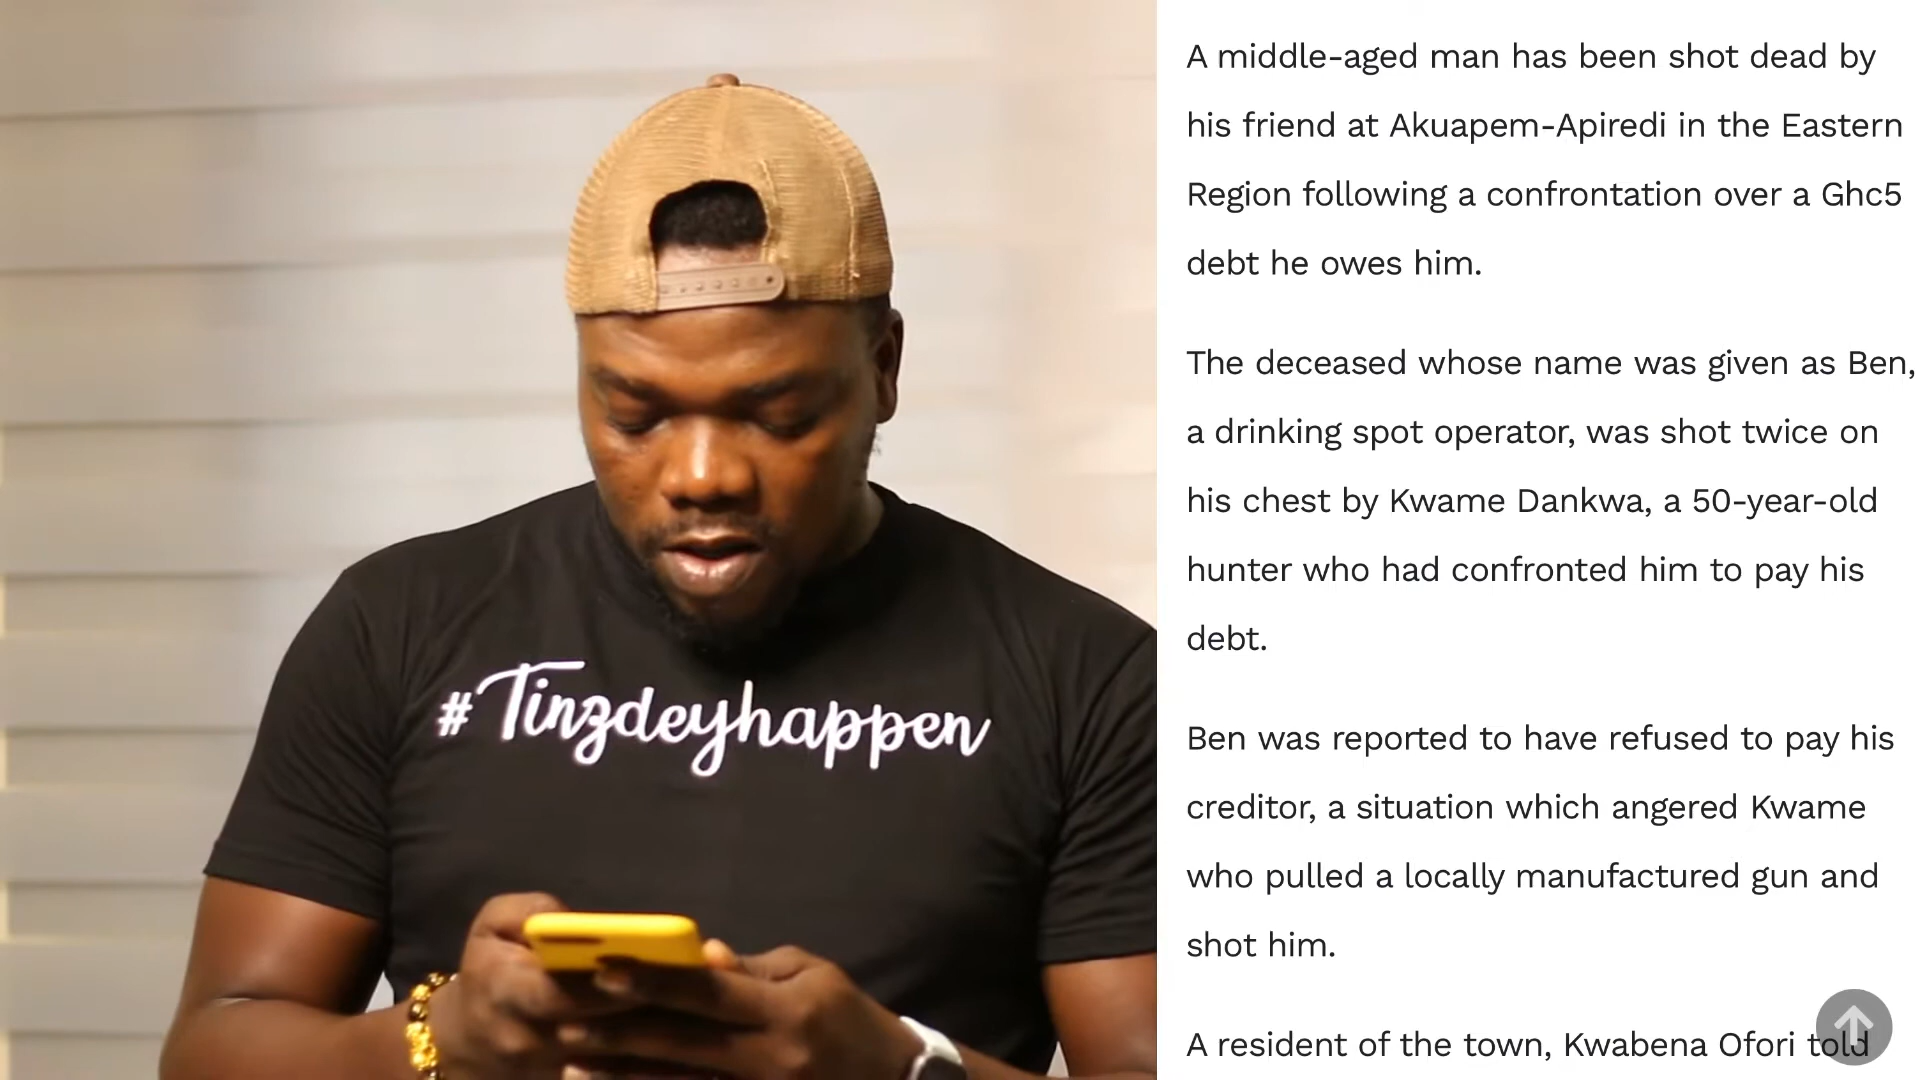 #Tinzdeyhappen
A middle-aged man has been shot dead by
his friend at Akuapem-Apiredi in the Eastern
Region following a confrontation over a Ghc5
debt he owes him.
The deceased whose name was given as Ben,
a drinking spot operator, was shot twice on
his chest by Kwame Dankwa, a 50-year-old
hunter who had confronted him to pay his
debt.
Ben was reported to have refused to pay his
creditor, a situation which angered Kwame
who pulled a locally manufactured gun and
shot him.
A resident of the town, Kwabena Ofori told